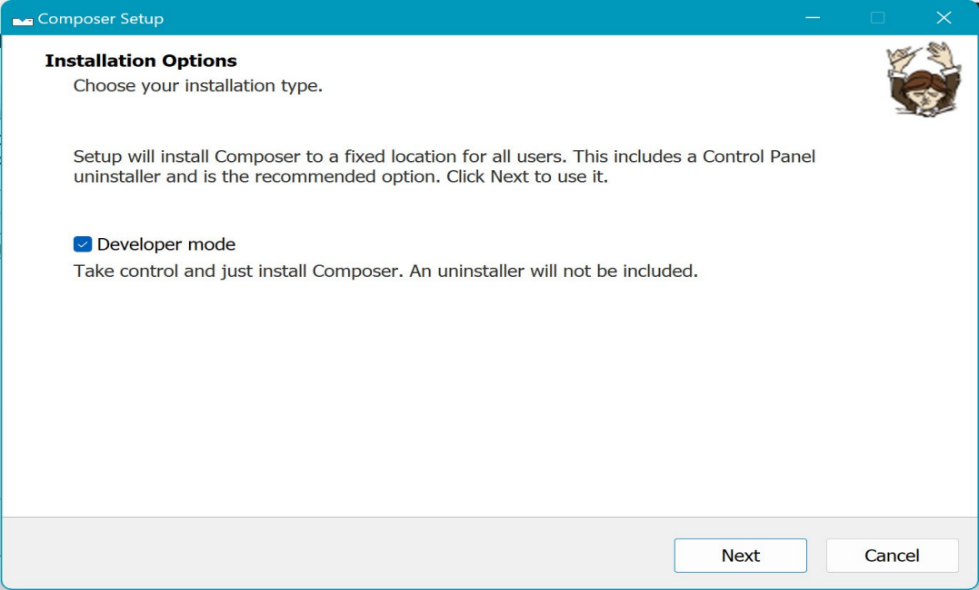 Composer Setup
Installation Options
Choose your installation type.
Setup will install Composer to a fixed location for all users. This includes a Control Panel
uninstaller and is the recommended option. Click Next to use it.
Developer mode
Take control and just install Composer. An uninstaller will not be included.
Next
Cancel